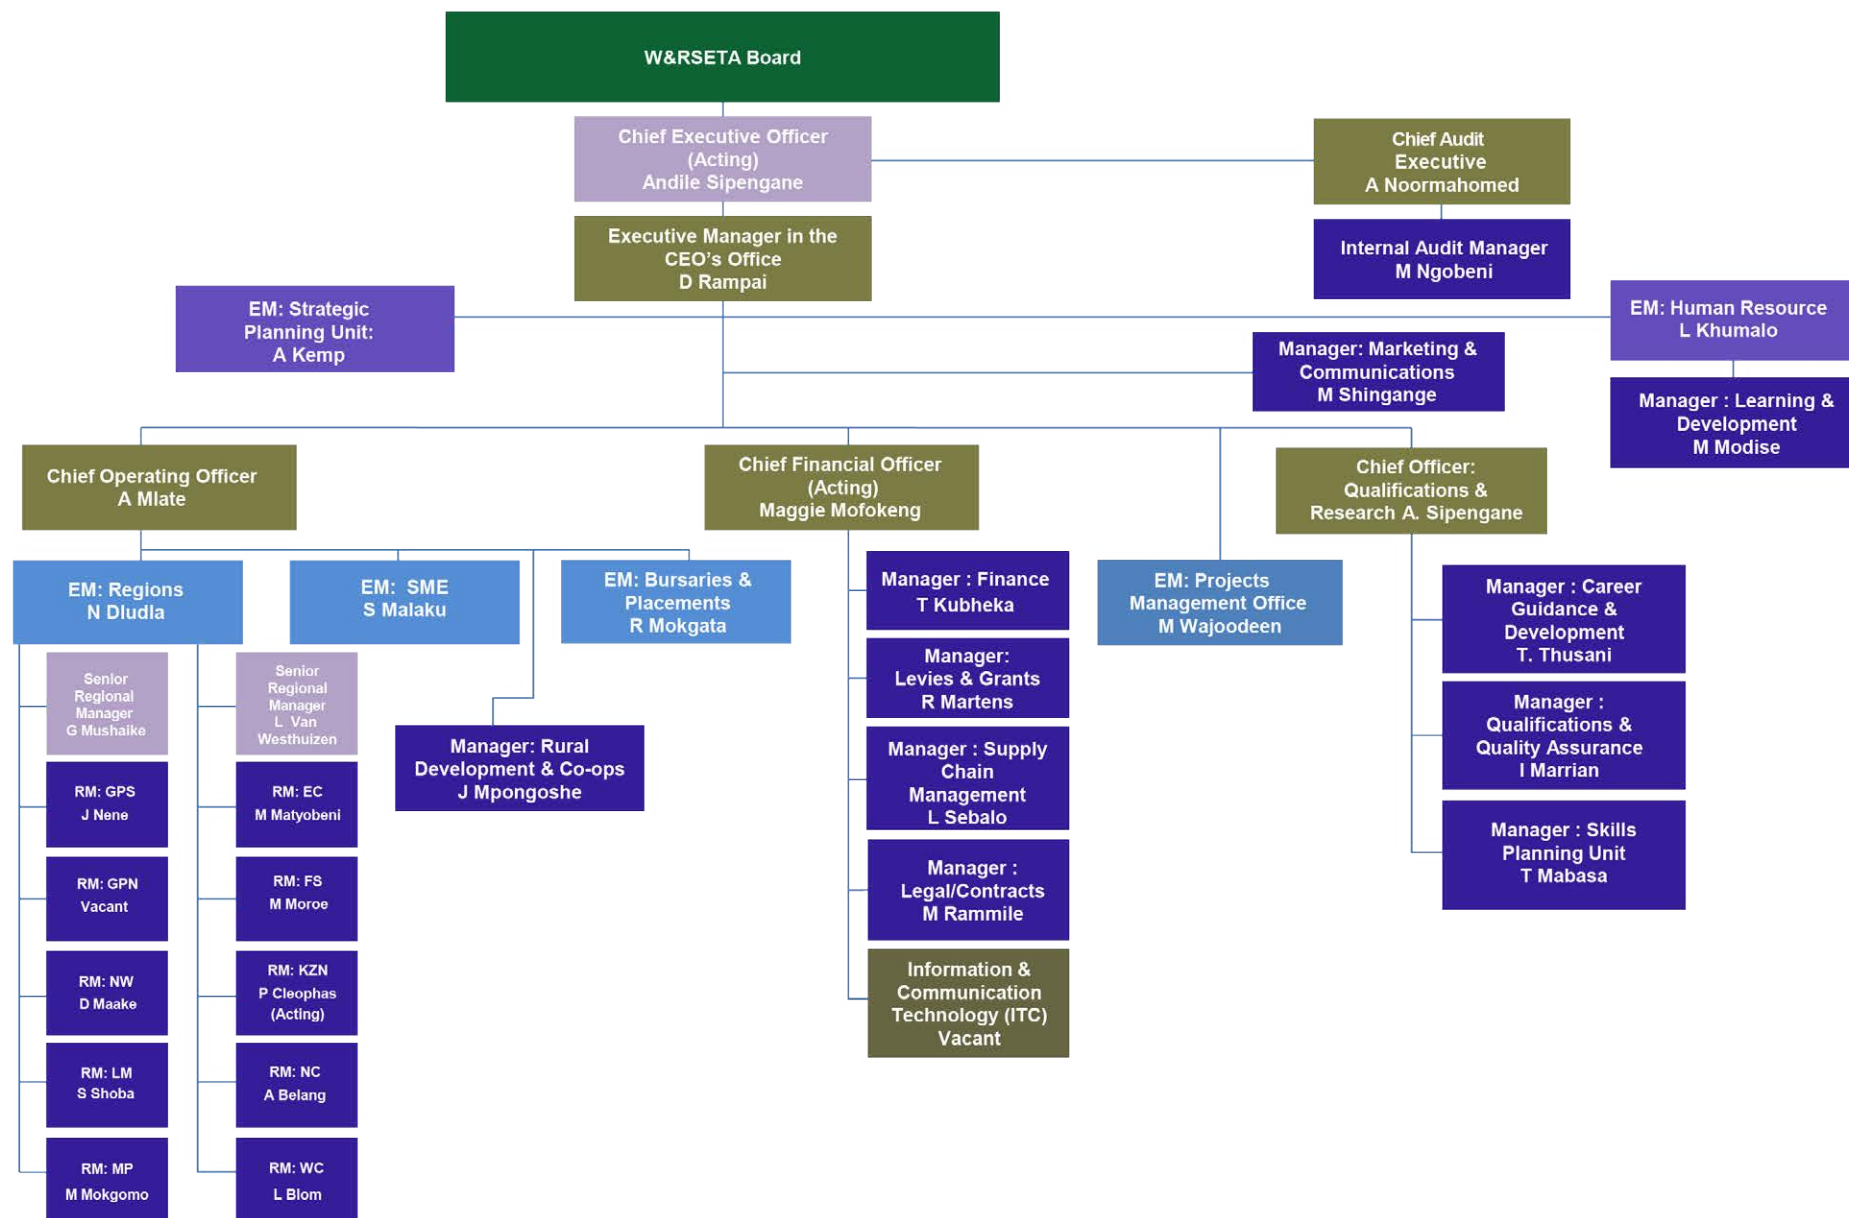 W&RSETA Board
Chief Executive Officer
(Acting)
Andile Sipengane
Chief Audit
Executive
A Noormahomed
Executive Manager in the
CEO's Office
D Rampai
Internal Audit Manager
M Ngobeni
EM: Strategic
Planning Unit:
A Kemp
EM: Human Resource
L Khumalo
Manager: Marketing &
Communications
M Shingange
Manager : Learning &
Development
M Modise
Chief Operating Officer
A Mlate
Chief Financial Officer
(Acting)
Maggie Mofokeng
Chief Officer:
Qualifications &
Research A. Sipengane
EM: Regions
N Dludla
EM: SME
S Malaku
EM: Bursaries &
Placements
R Mokgata
Manager : Finance
T Kubheka
EM: Projects
Management Office
M Wajoodeen
Manager : Career
Guidance &
Development
T. Thusani
Senior
Regional
Manager
G Mushaike
Senior
Regional
Manager
L Van
Westhuizen
Manager: Rural
Development & Co-ops
J Mpongoshe
Manager:
Levies & Grants
R Martens
Manager :
Qualifications &
Quality Assurance
I Marrian
RM: GPS
J Nene
RM: EC
M Matyobeni
Manager : Supply
Chain
Management
L Sebalo
Manager : Skills
Planning Unit
T Mabasa
RM: GPN
Vacant
RM: FS
M Moroe
Manager :
Legal/Contracts
M Rammile
RM: NW
D Maake
RM: KZN
P Cleophas
(Acting)
Information &
Communication
Technology (ITC)
Vacant
RM: LM
S Shoba
RM: NC
A Belang
RM: MP
M Mokgomo
RM: WC
L Blom